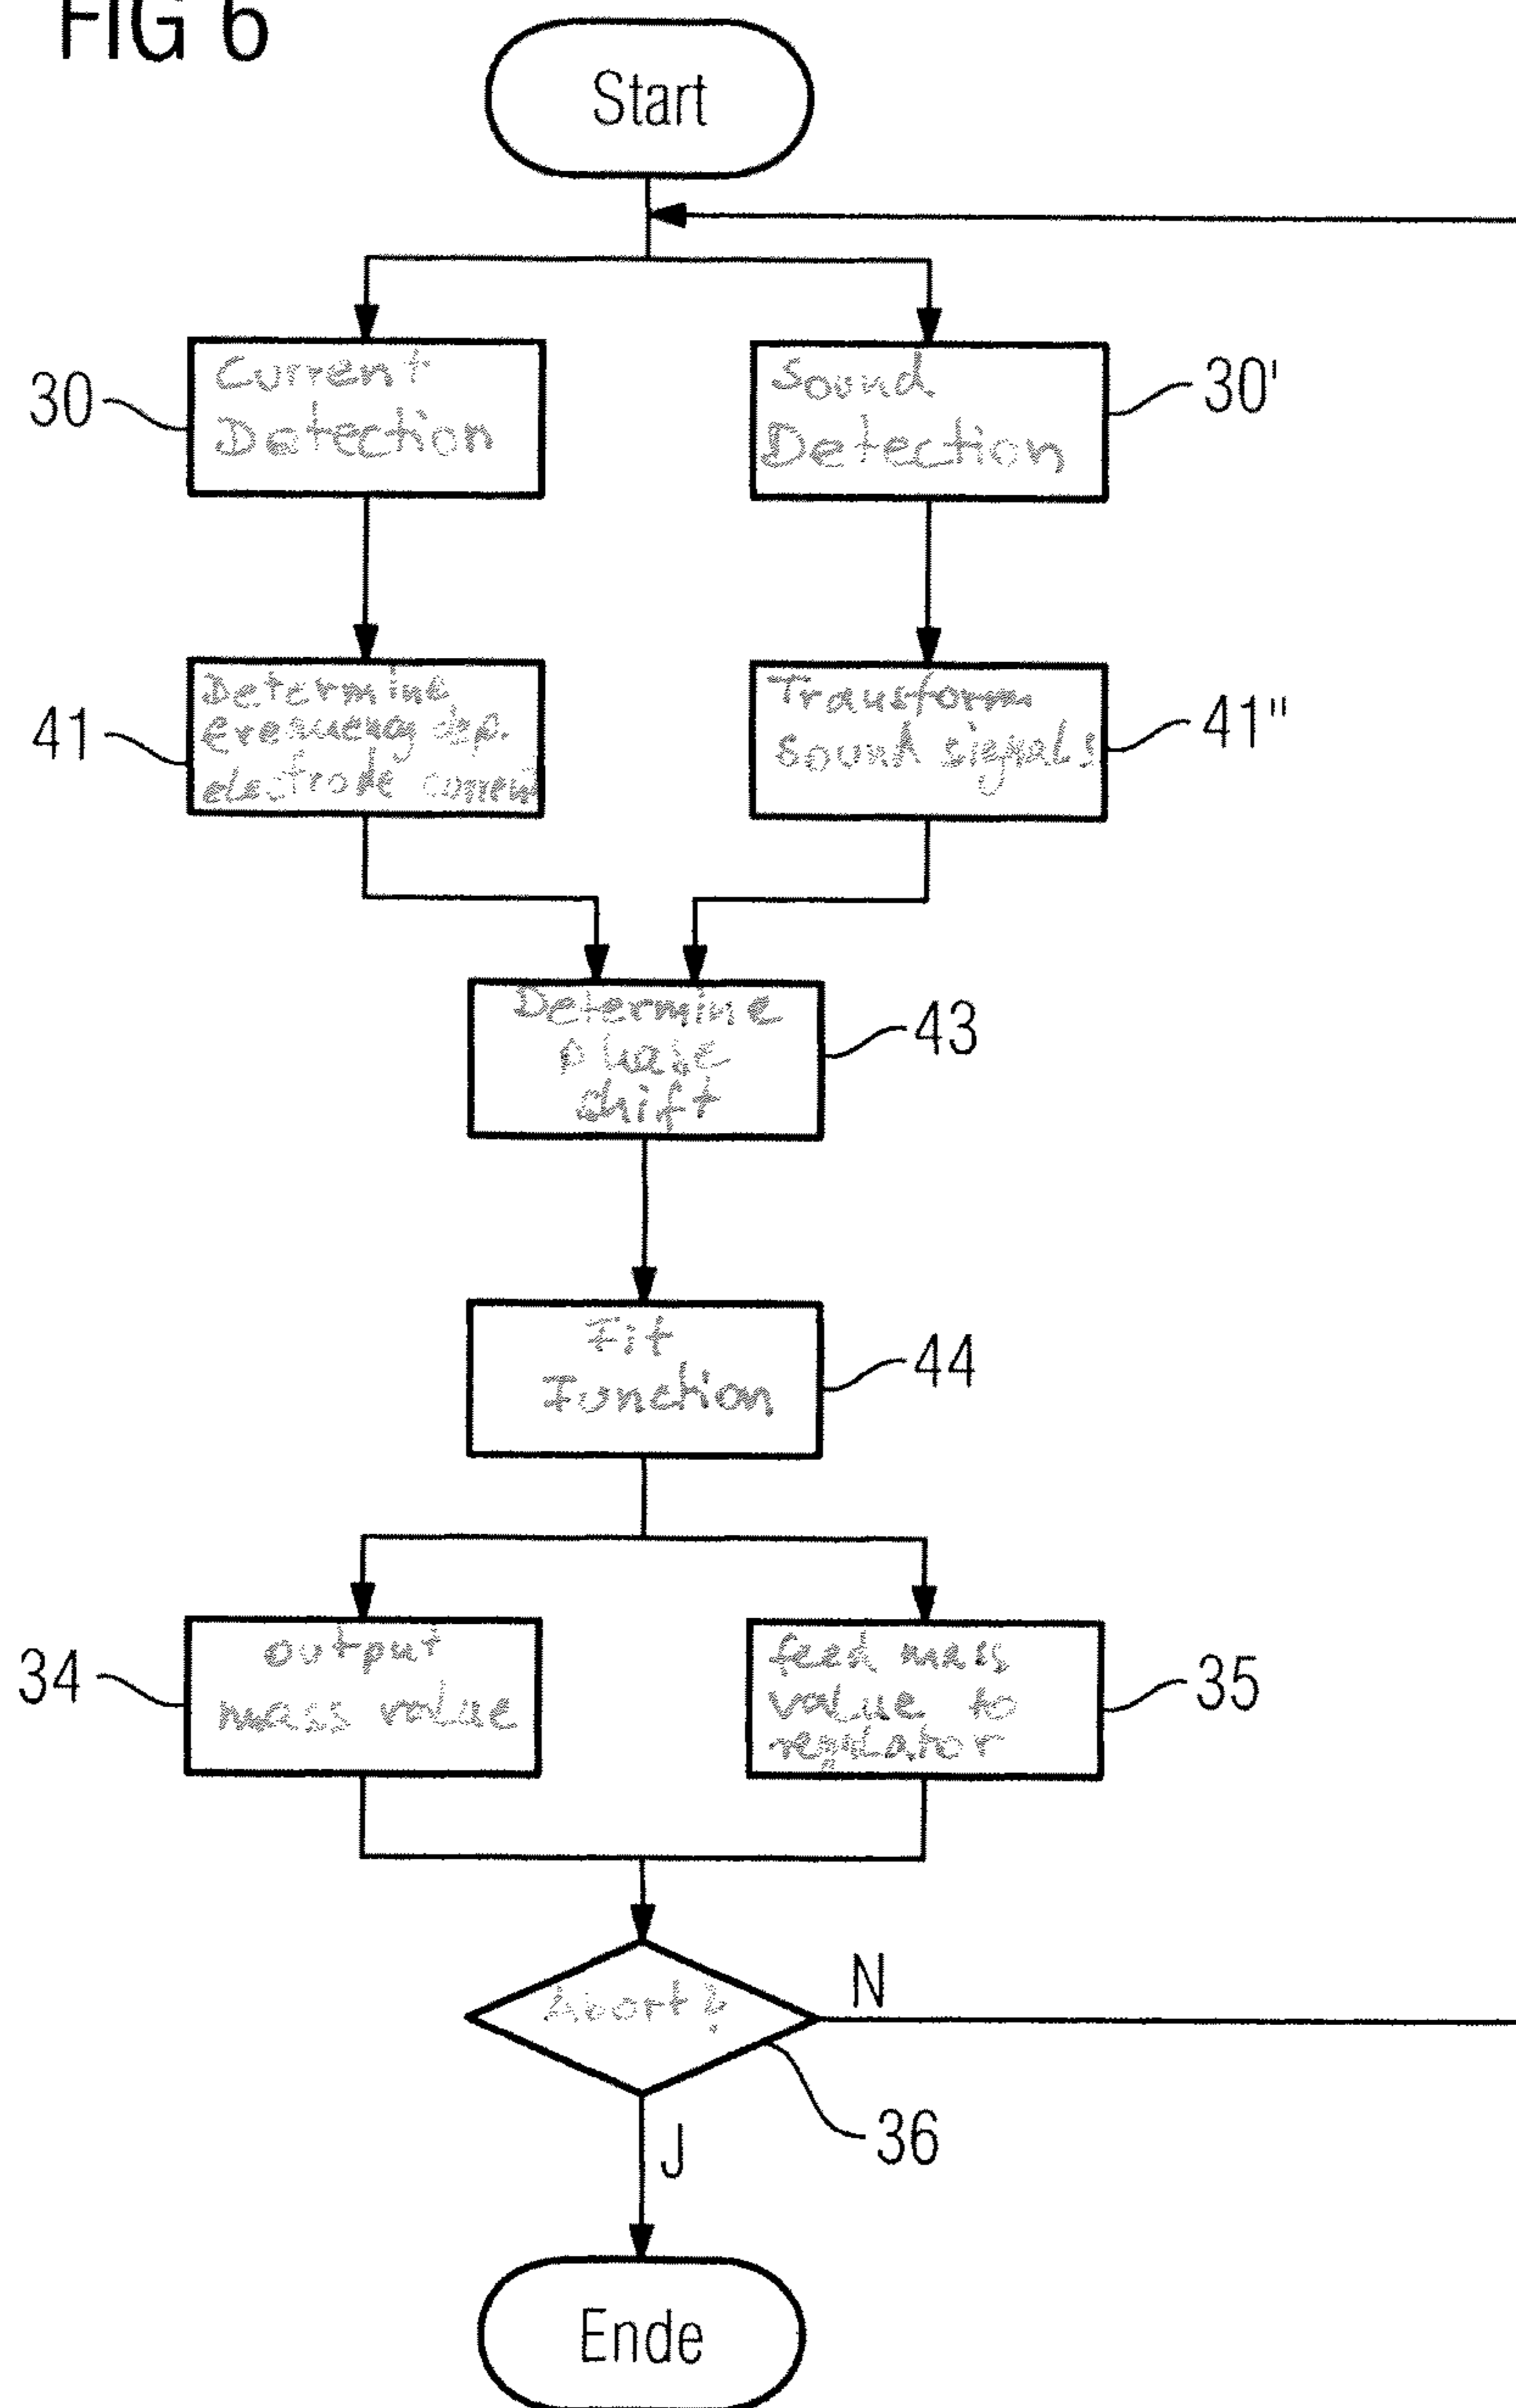 FIG 6
Start
Current
Detection
30
Sound
Detection
30'
Determine
frequency dep.
electrode current
41
Transform
sound signals
41"
Determine
phase
shift
43
Fit
Function
44
output
mass value
34
feed mass
value to
regulator
35
Abort?
N
36
J
Ende